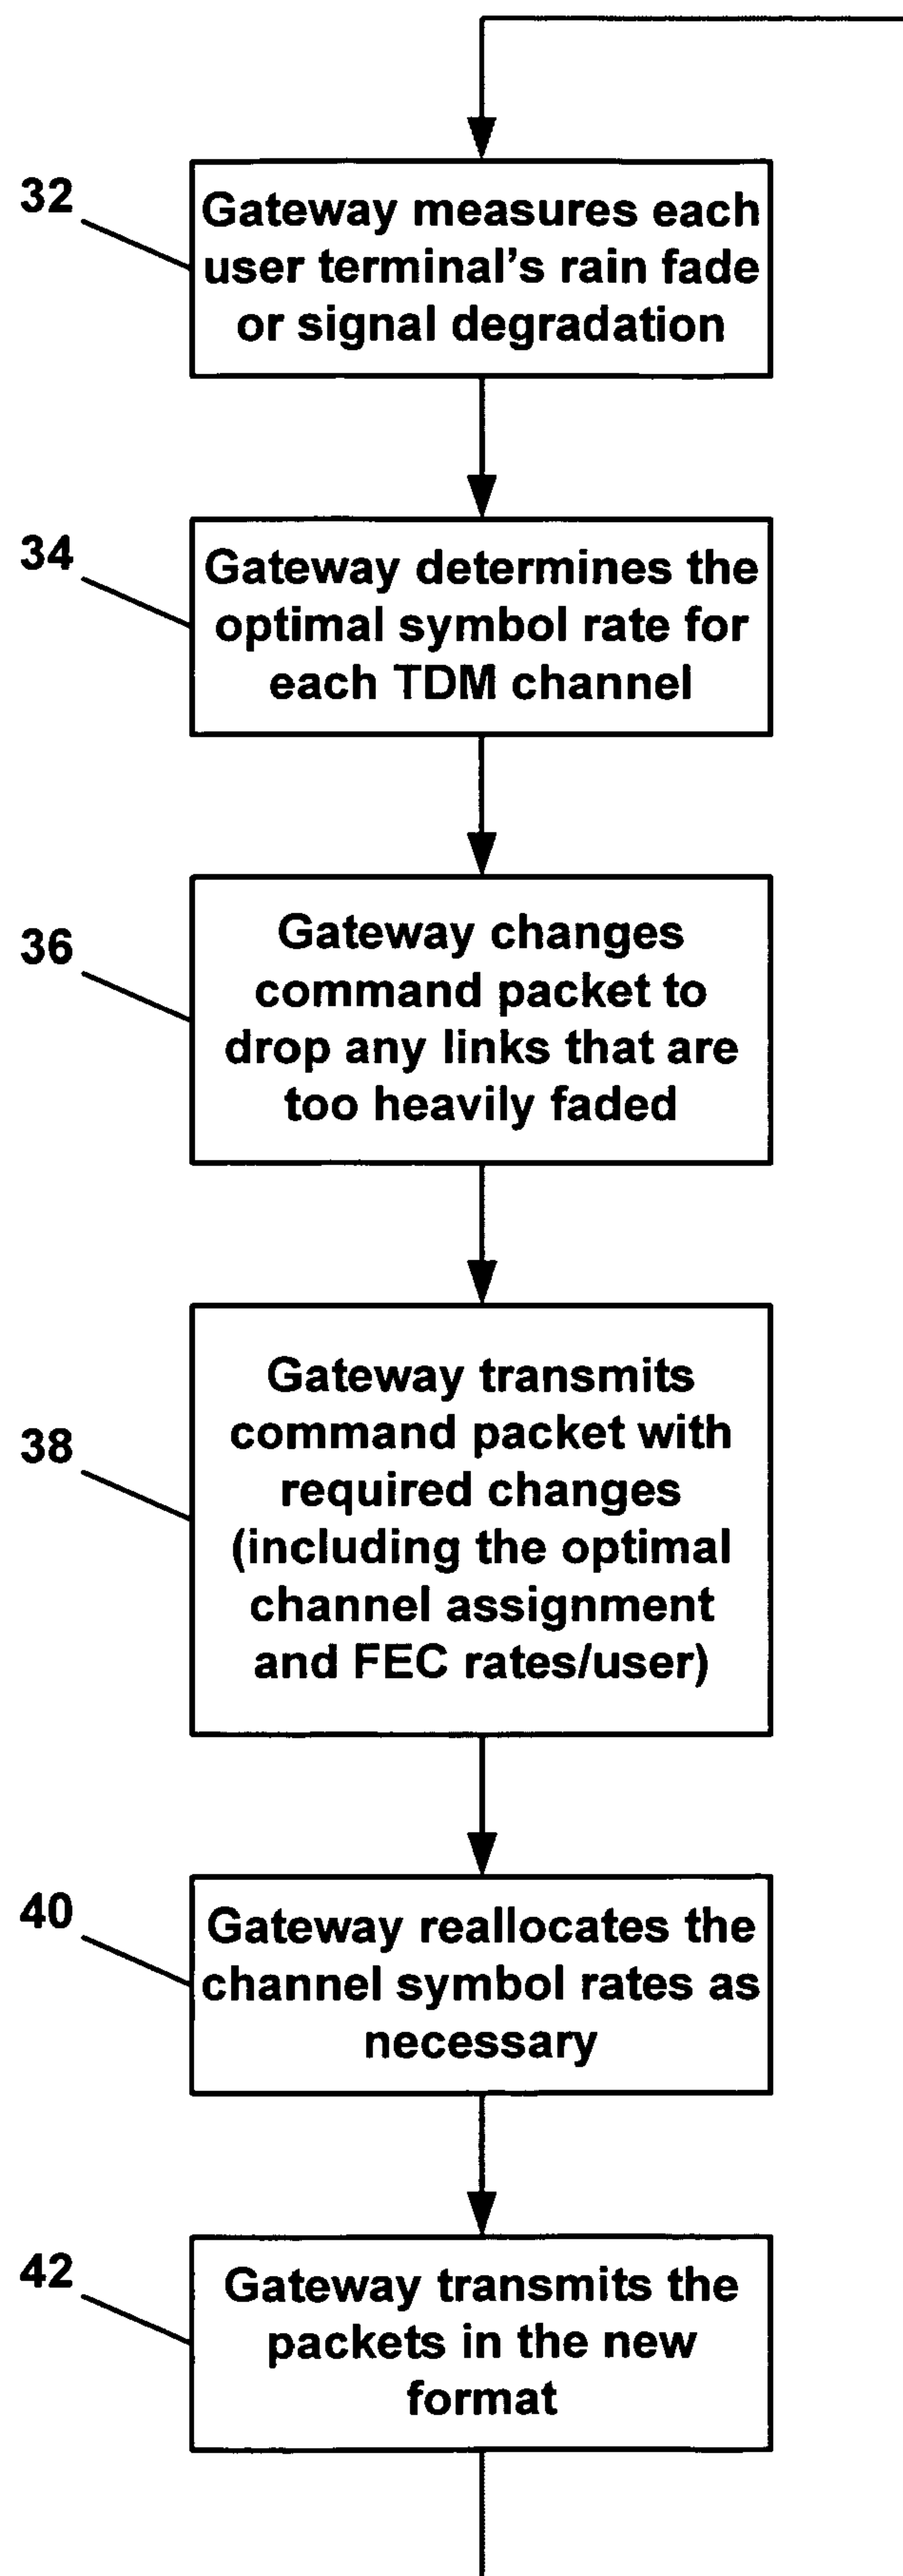 32
Gateway measures each
user terminal's rain fade
or signal degradation
34
Gateway determines the
optimal symbol rate for
each TDM channel
36
Gateway changes
command packet to
drop any links that are
too heavily faded
38
Gateway transmits
command packet with
required changes
(including the optimal
channel assignment
and FEC rates/user)
40
Gateway reallocates the
channel symbol rates as
necessary
42
Gateway transmits the
packets in the new
format